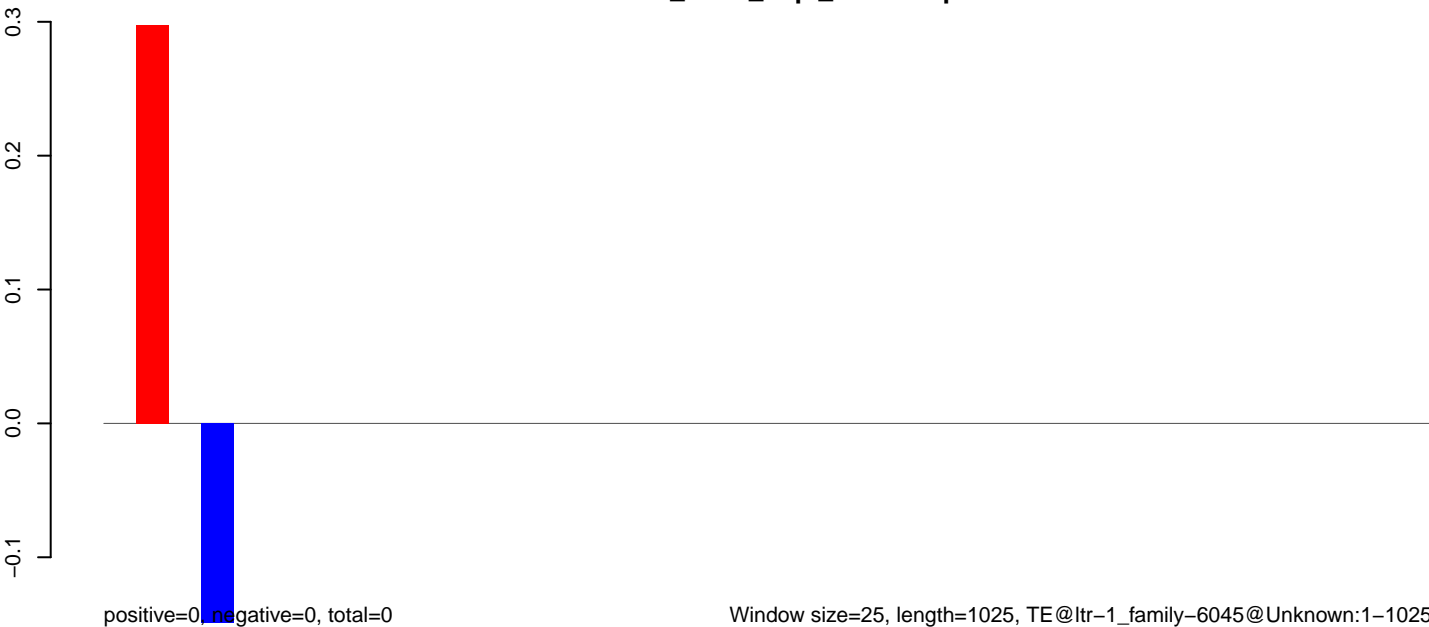 0.3
0.2
0.1
0.0
−0.1
positive=0, negative=0, total=0
Window size=25, length=1025, TE@ltr−1_family−6045@Unknown:1−1025